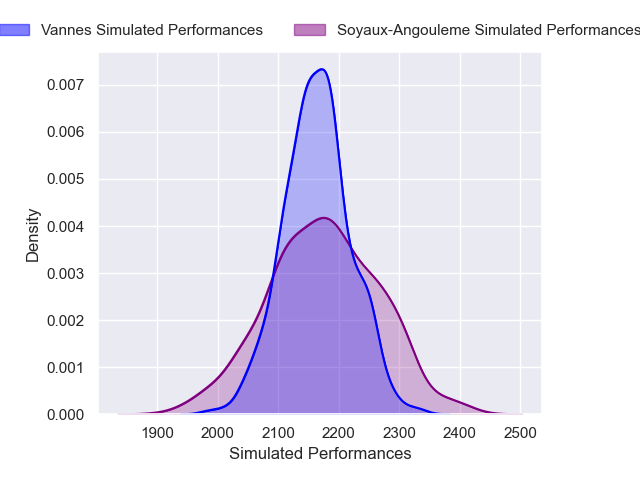 Vannes Simulated Performances
Soyaux-Angouleme Simulated Performances
0.007
0.006
0.005
0.004
0.003
0.002
0.001
0.000
Density
1900 2000 2100 2200 2300 2400 2500
Simulated Performances